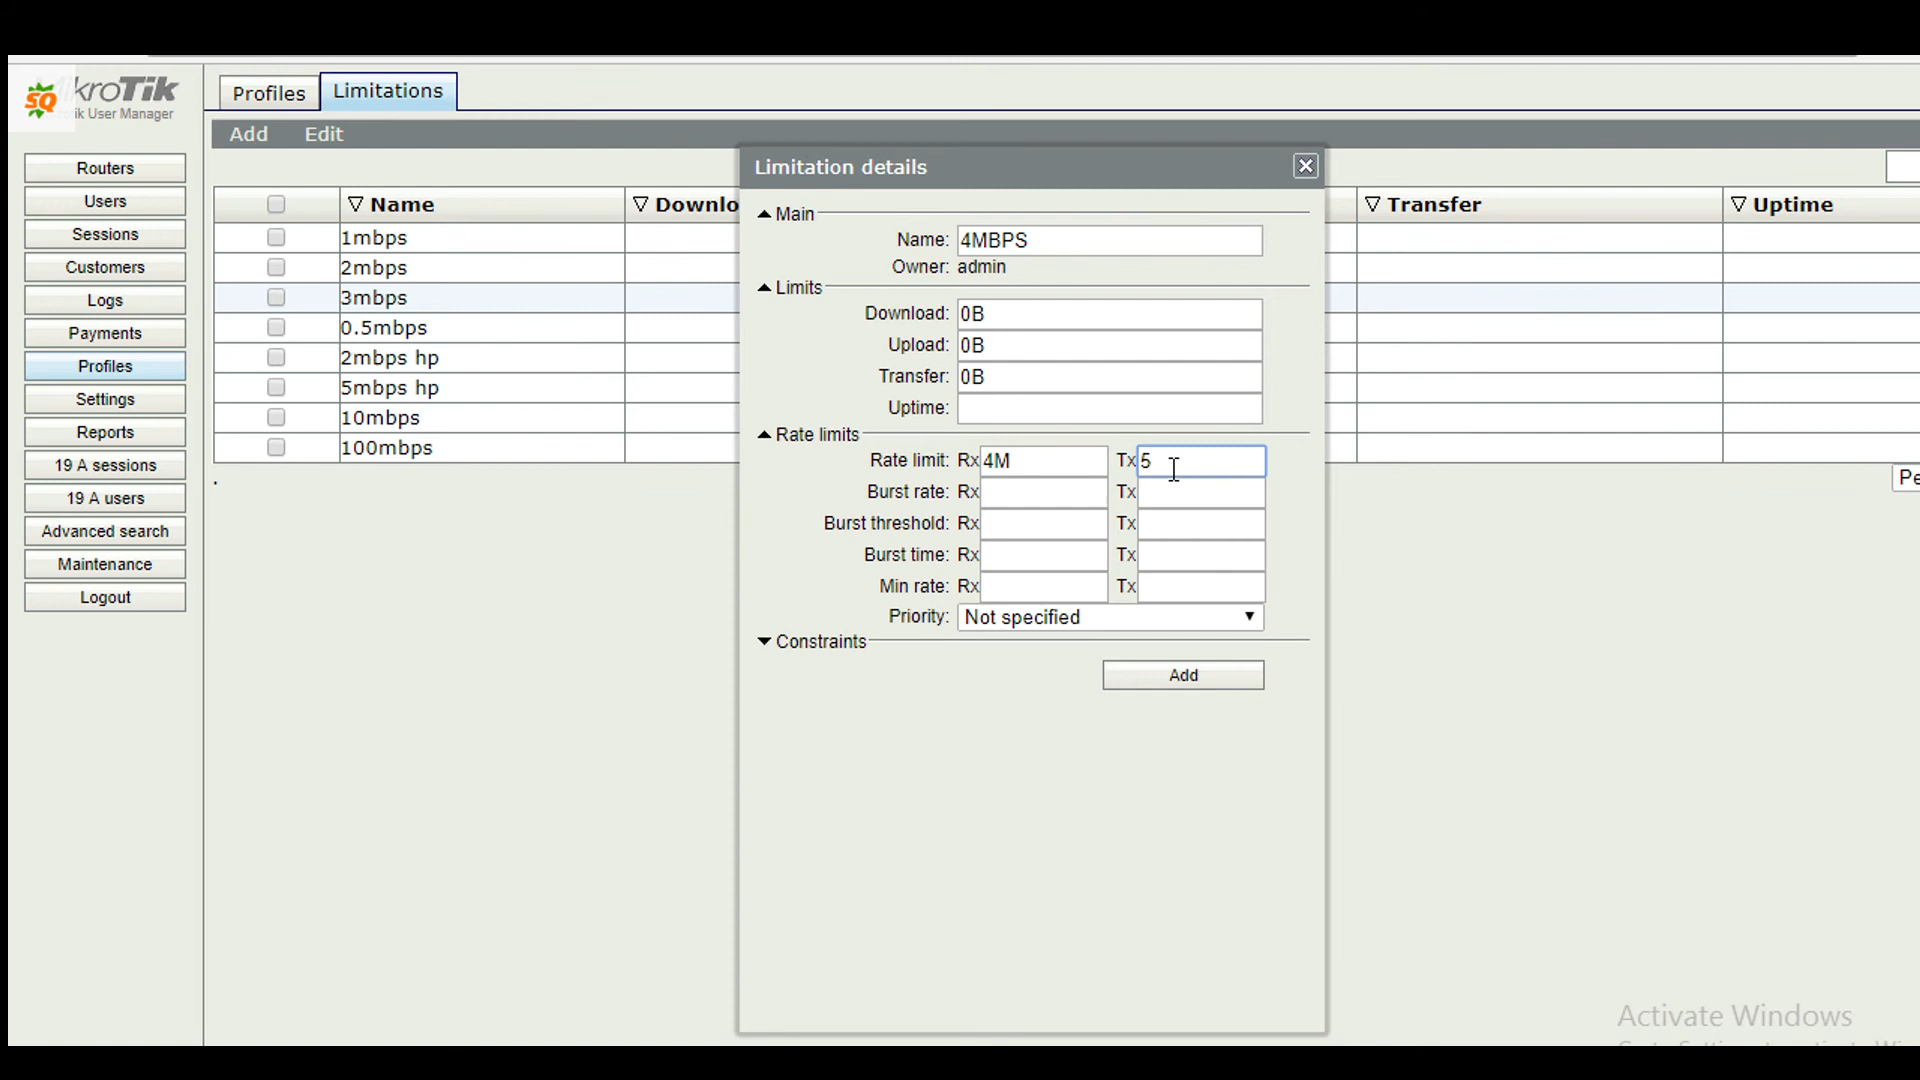 kroTik
ik User Manager
SQ
Routers
Users
Sessions
Customers
Logs
Payments
Profiles
Settings
Reports
19 A sessions
19 A users
Advanced search
Maintenance
Logout
Profiles Limitations
Add Edit
Name Downlo Transfer Uptime
1mbps
2mbps
3mbps
0.5mbps
2mbps hp
5mbps hp
10mbps
100mbps
.
Pe
Limitation details
Main
Name: 4MBPS
Owner: admin
Limits
Download: 0B
Upload: 0B
Transfer: 0B
Uptime:
Rate limits
Rate limit: Rx 4M Tx 5
Burst rate: Rx Tx
Burst threshold: Rx Tx
Burst time: Rx Tx
Min rate: Rx Tx
Priority: Not specified
Constraints
Add
Activate Windows